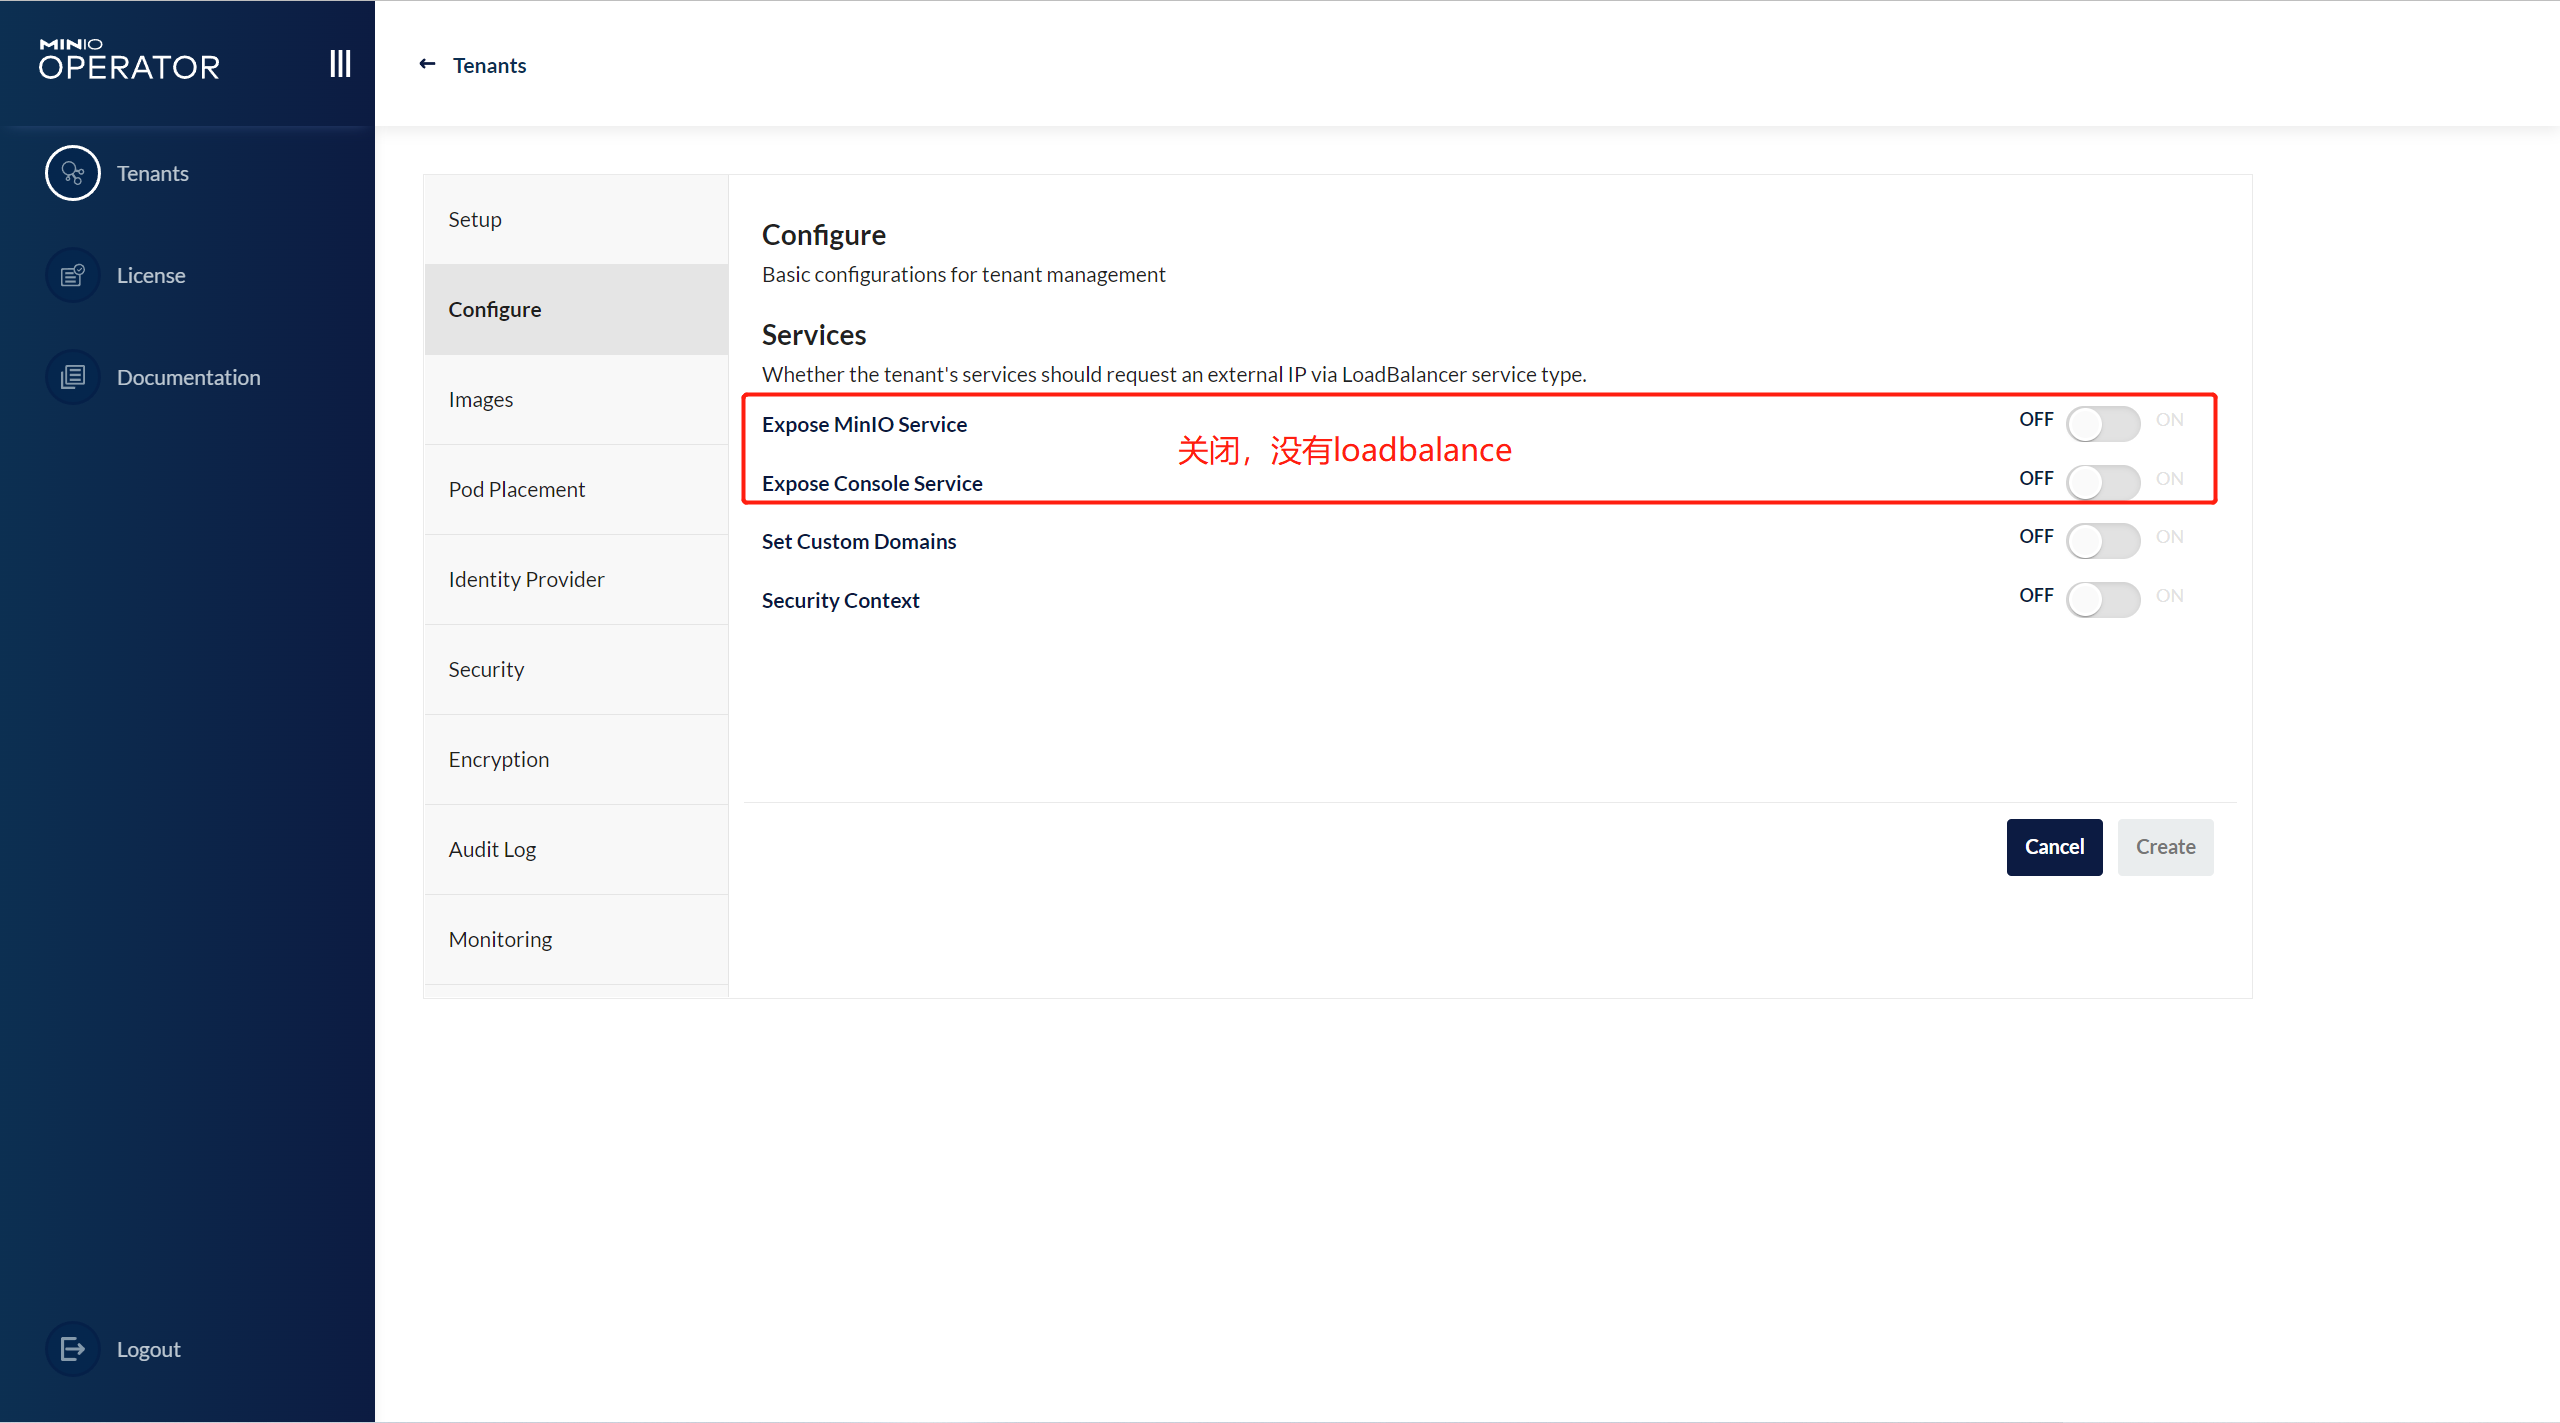 MINIO
OPERATOR
Tenants
License
Documentation
Logout
Tenants
Setup
Configure
Images
Pod Placement
Identity Provider
Security
Encryption
Audit Log
Monitoring
Configure
Basic configurations for tenant management
Services
Whether the tenant's services should request an external IP via LoadBalancer service type.
Expose MinIO Service OFF ON
关闭，没有loadbalance
Expose Console Service OFF ON
Set Custom Domains OFF ON
Security Context OFF ON
Cancel Create